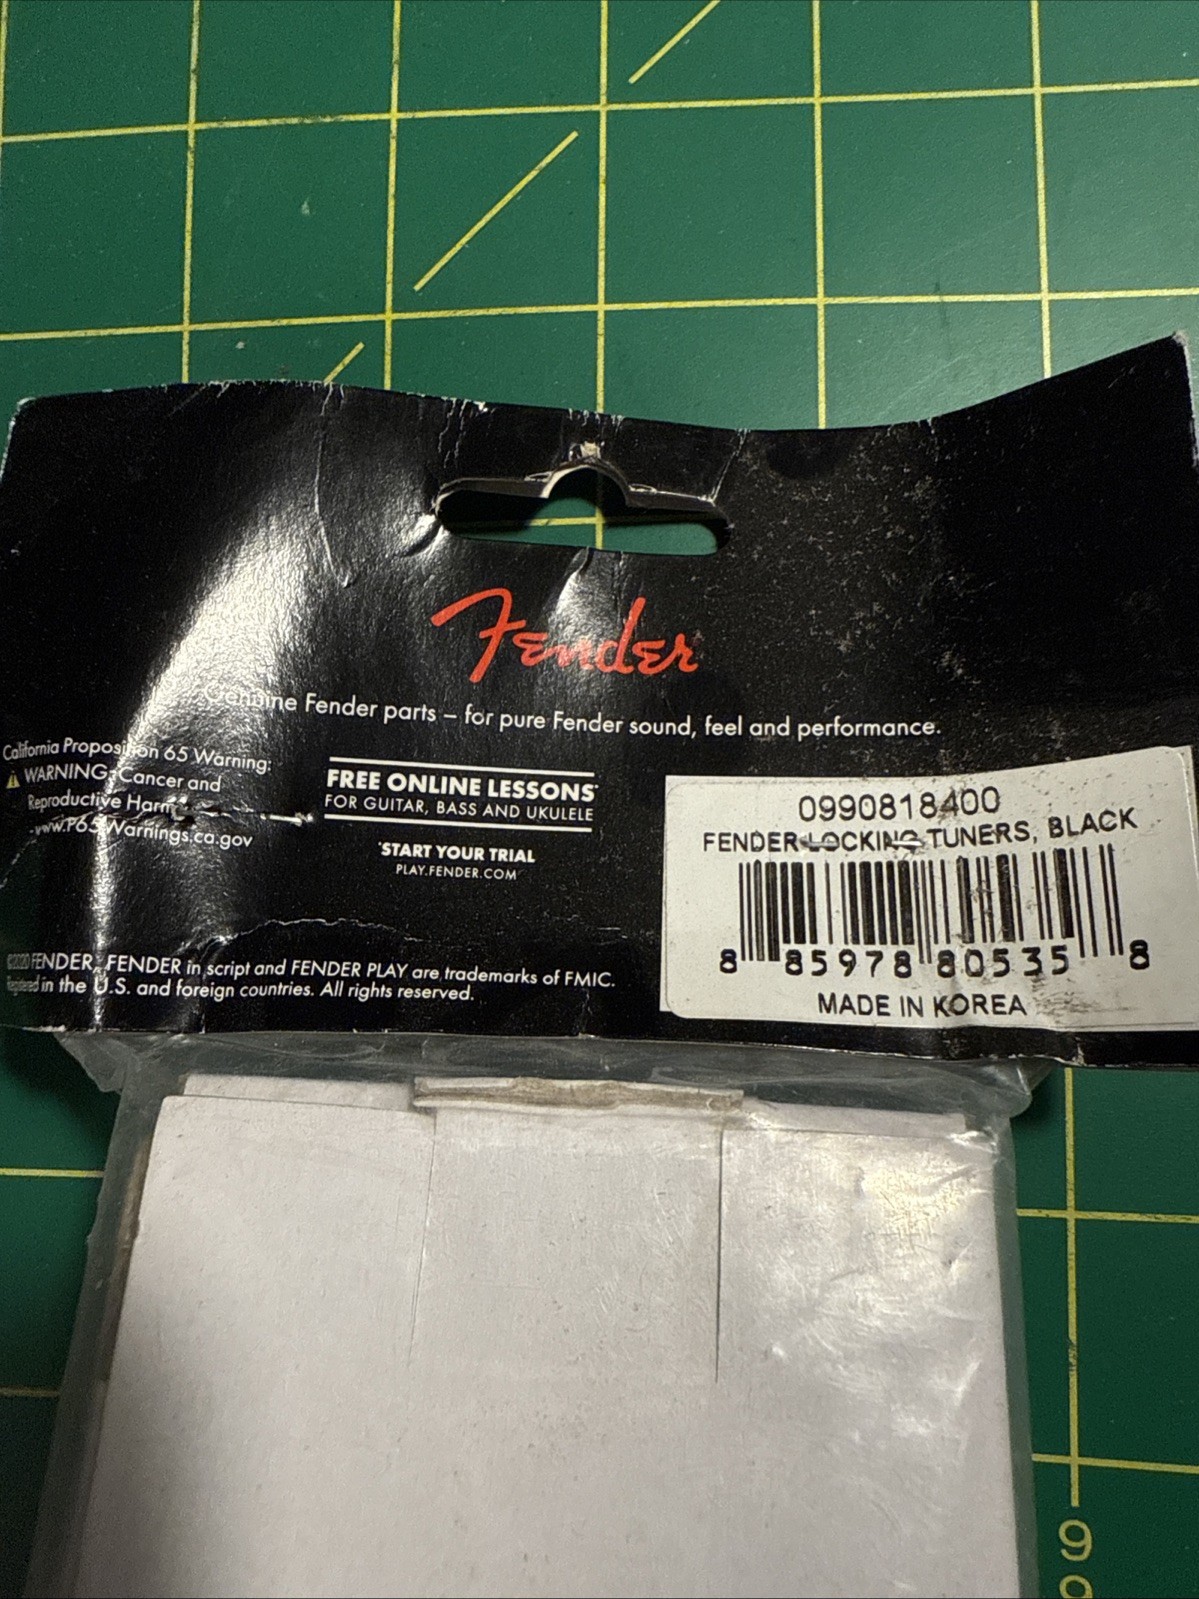 Fender
Genuine Fender parts – for pure Fender sound, feel and performance.
California Proposition 65 Warning:
WARNING: Cancer and
Reproductive Harm
-www.P65Warnings.ca.gov
FREE ONLINE LESSONS*
FOR GUITAR, BASS AND UKULELE
*START YOUR TRIAL
PLAY.FENDER.COM
©2020 FENDER, FENDER in script and FENDER PLAY are trademarks of FMIC.
Registered in the U.S. and foreign countries. All rights reserved.
0990818400
FENDER LOCKING TUNERS, BLACK
8 85978 80535 8
MADE IN KOREA
9